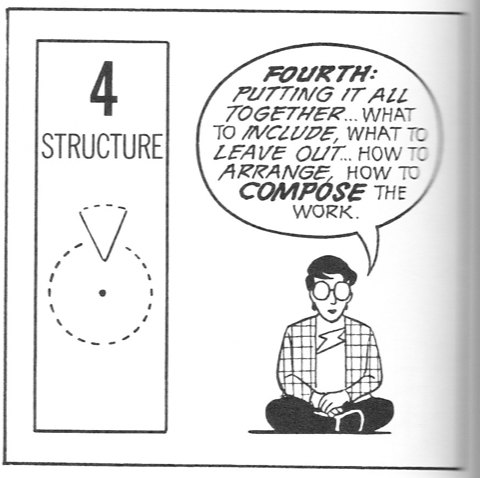 4
STRUCTURE
FOURTH:
PUTTING IT ALL
TOGETHER... WHAT
TO INCLUDE, WHAT TO
LEAVE OUT... HOW TO
ARRANGE, HOW TO
COMPOSE THE
WORK.